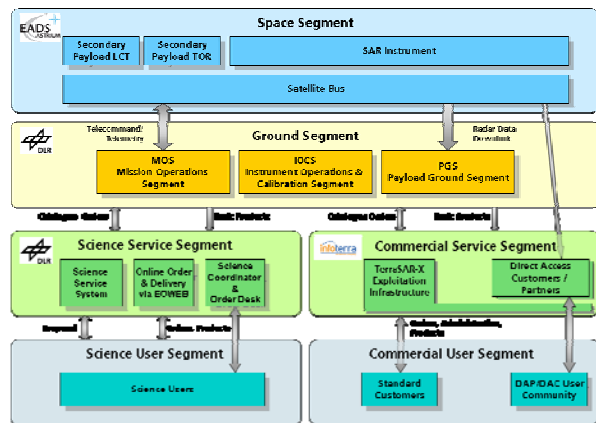 EADS
ASTRIUM
Space Segment
Secondary
Payload LCT
Secondary
Payload TOR
SAR Instrument
Satellite Bus
Telecommand/
Telemetry
Radar Data
Downlink
DLR
Ground Segment
MOS
Mission Operations
Segment
IOCS
Instrument Operations &
Calibration Segment
PGS
Payload Ground Segment
Catalogue Orders
Basic Products
Catalogue Orders
Basic Products
DLR
Science Service Segment
Science
Service
System
Online Order
& Delivery
via EOWEB
Science
Coordinator
&
Order Desk
infoterra
Commercial Service Segment
TerraSAR-X
Exploitation
Infrastructure
Direct Access
Customers /
Partners
Proposal
Orders, Products
Orders, Administration,
Products
Science User Segment
Science Users
Commercial User Segment
Standard
Customers
DAP/DAC User
Community